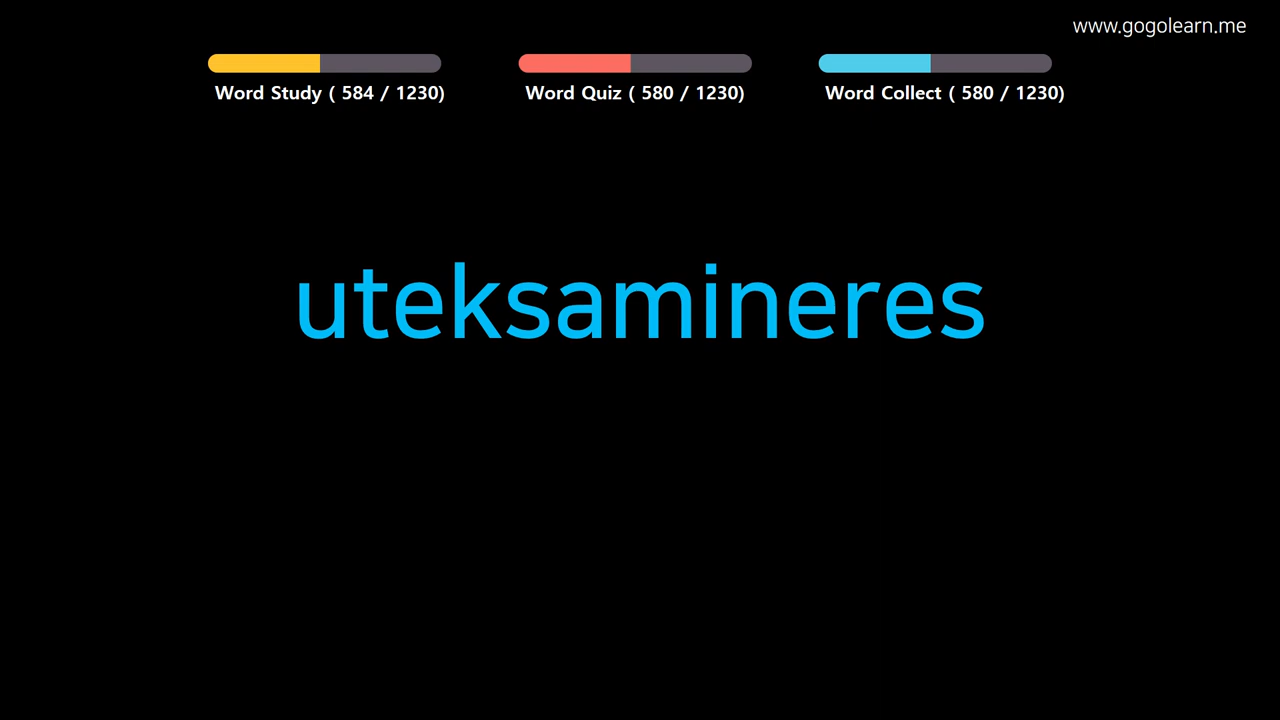 www.gogolearn.me
Word Study ( 584 / 1230)
Word Quiz ( 580 / 1230)
Word Collect ( 580 / 1230)
uteksamineres